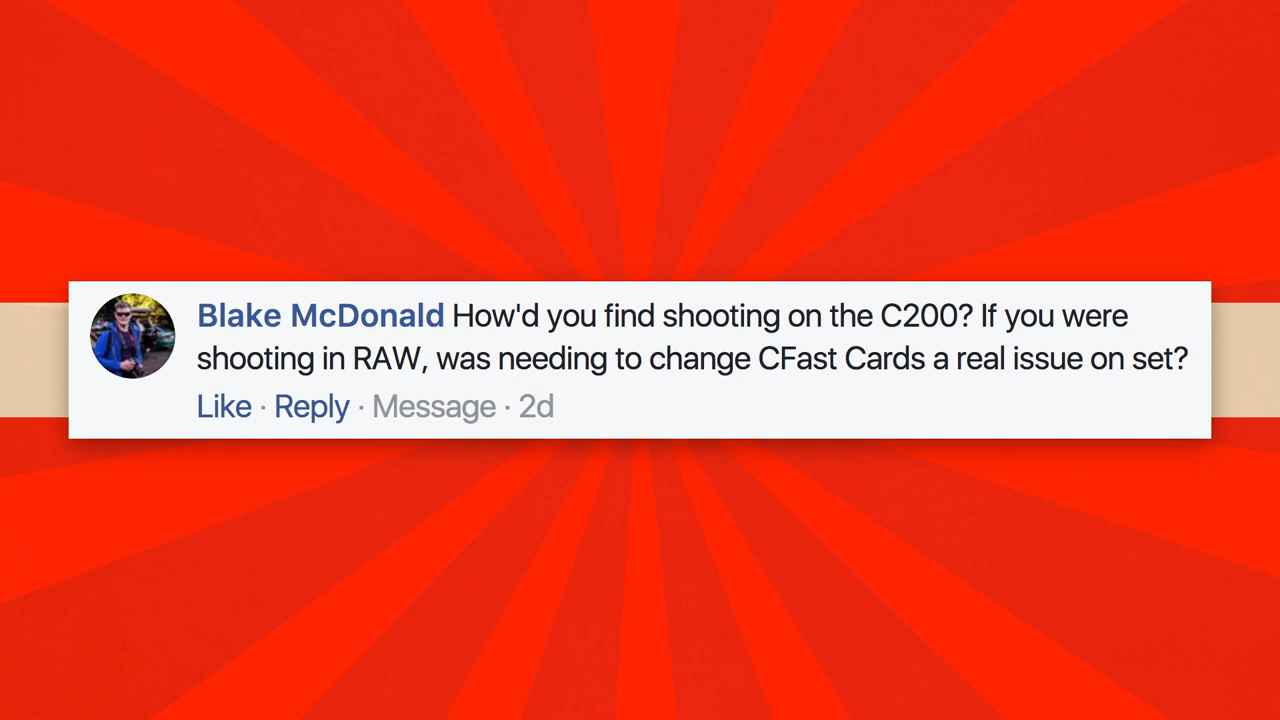 Blake McDonald How'd you find shooting on the C200? If you were
shooting in RAW, was needing to change CFast Cards a real issue on set?
Like · Reply · Message · 2d